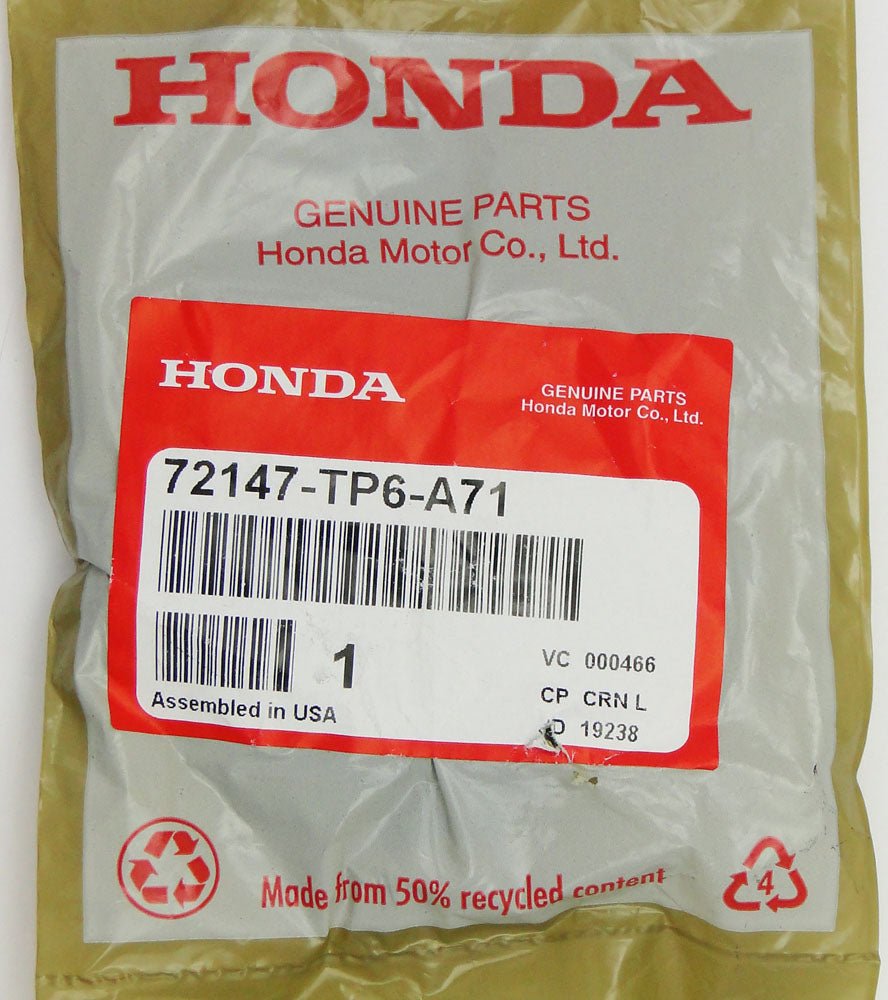 HONDA
GENUINE PARTS
Honda Motor Co., Ltd.
HONDA
GENUINE PARTS
Honda Motor Co., Ltd.
72147-TP6-A71
1
VC 000466
CP CRN L
Assembled in USA
D 19238
Made from 50% recycled content
4